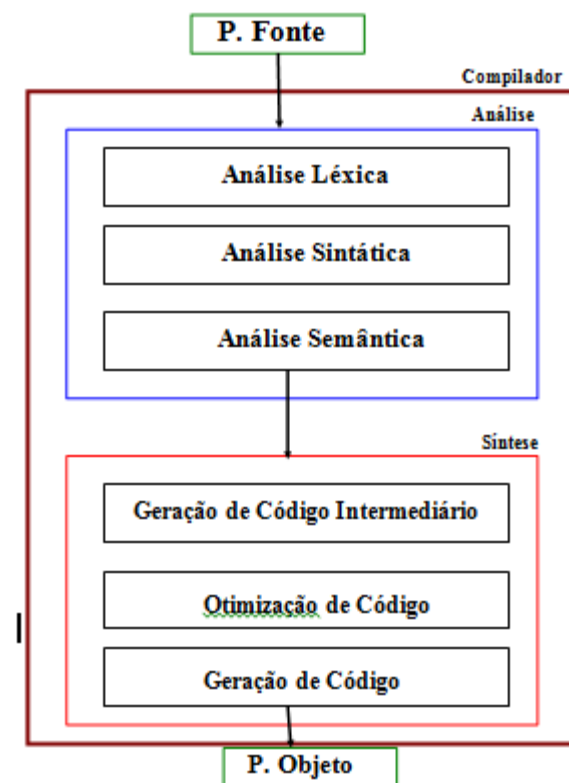 P. Fonte
Compilador
Análise
Análise Léxica
Análise Sintática
Análise Semântica
Síntese
Geração de Código Intermediário
Otimização de Código
Geração de Código
P. Objeto